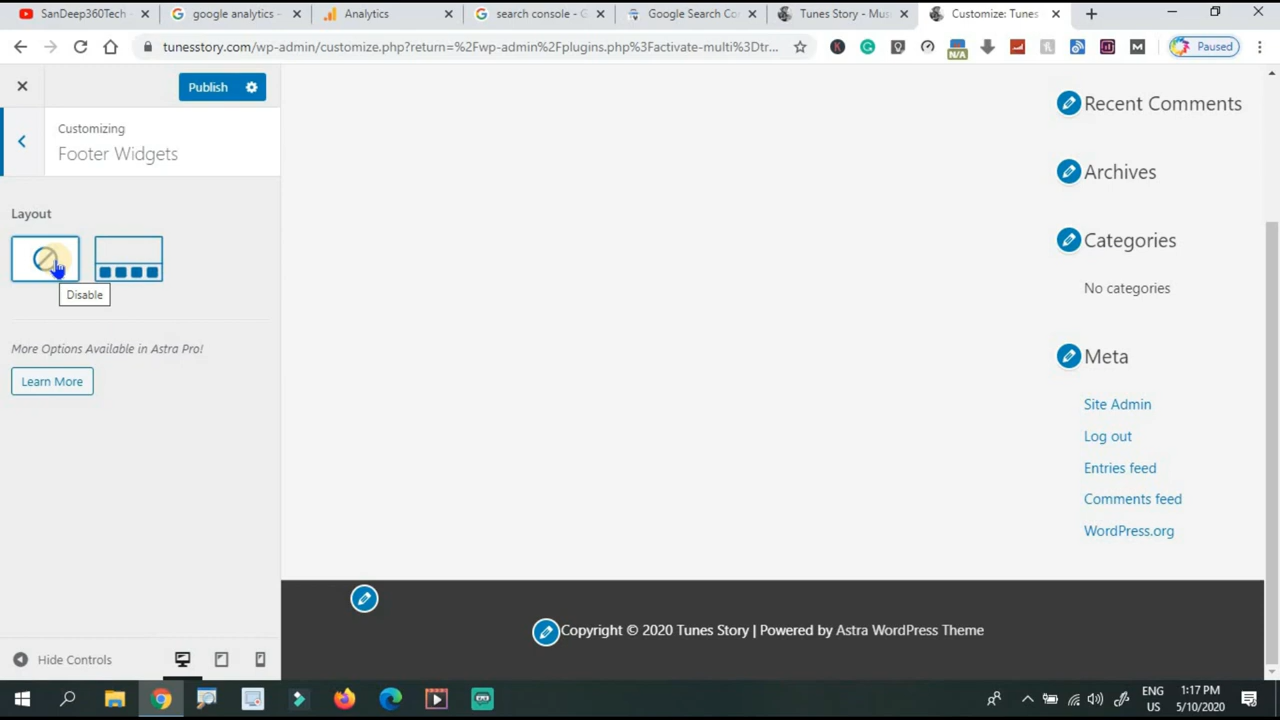 SanDeep360Tech -
google analytics -
Analytics
search console - G
Google Search Co
Tunes Story - Mus
Customize: Tunes
tunesstory.com/wp-admin/customize.php?return=%2Fwp-admin%2Fplugins.php%3Factivate-multi%3Dtr...
N/A
Paused
Publish
Customizing
Footer Widgets
Layout
Disable
More Options Available in Astra Pro!
Learn More
Hide Controls
Recent Comments
Archives
Categories
No categories
Meta
Site Admin
Log out
Entries feed
Comments feed
WordPress.org
Copyright © 2020 Tunes Story | Powered by Astra WordPress Theme
ENG
US
1:17 PM
5/10/2020